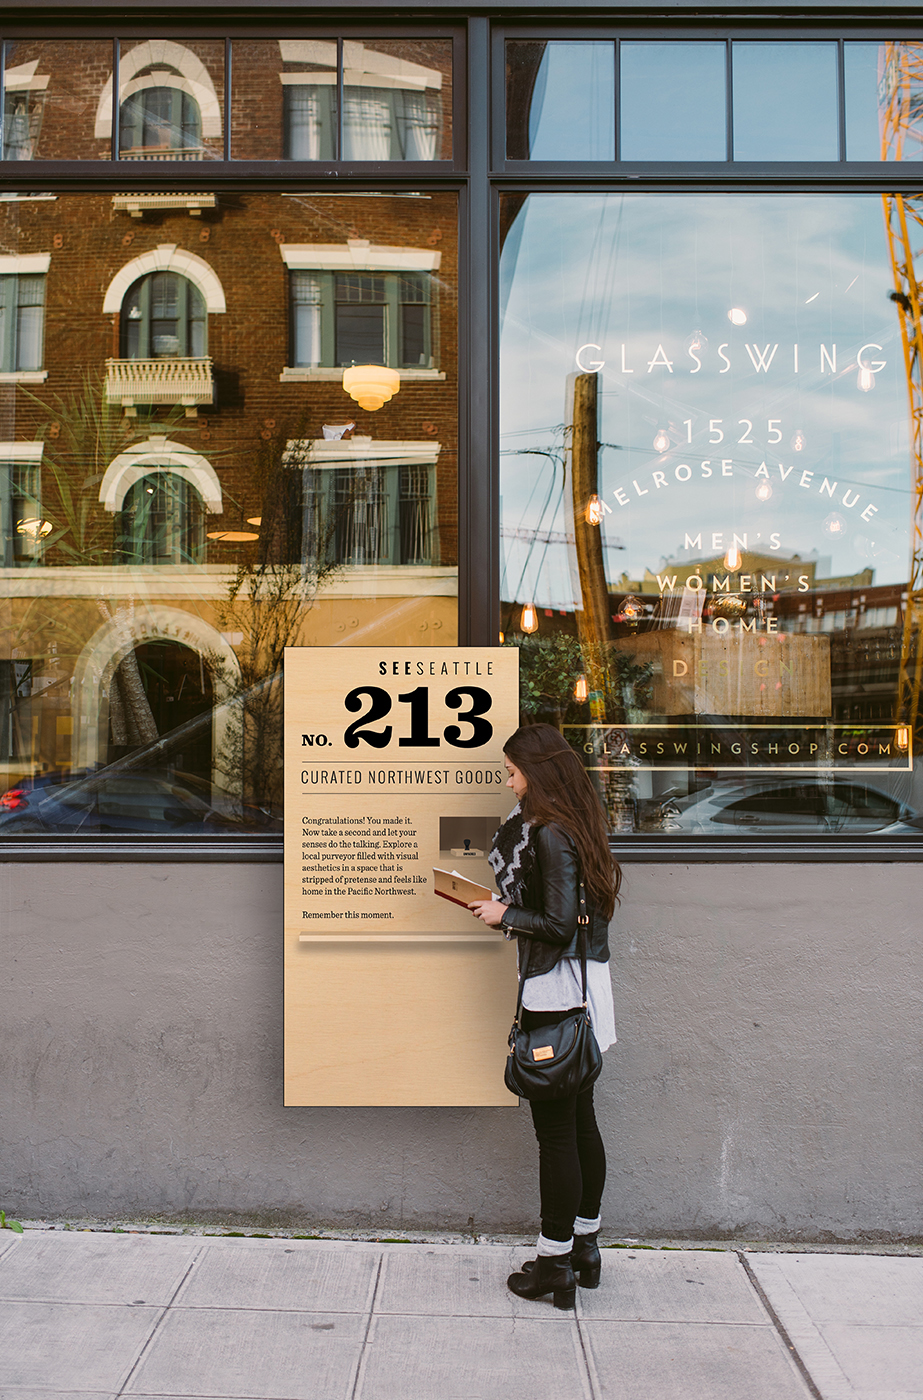 SEESEATTLE
NO. 213
CURATED NORTHWEST GOODS
Congratulations! You made it.
Now take a second and let your
senses do the talking. Explore a
local purveyor filled with visual
aesthetics in a space that is
stripped of pretense and feels like
home in the Pacific Northwest.
Remember this moment.
GLASSWING
1525
MELROSE AVENUE
MEN'S
WOMEN'S
HOME
DESIGN
GLASSWINGSHOP.COM